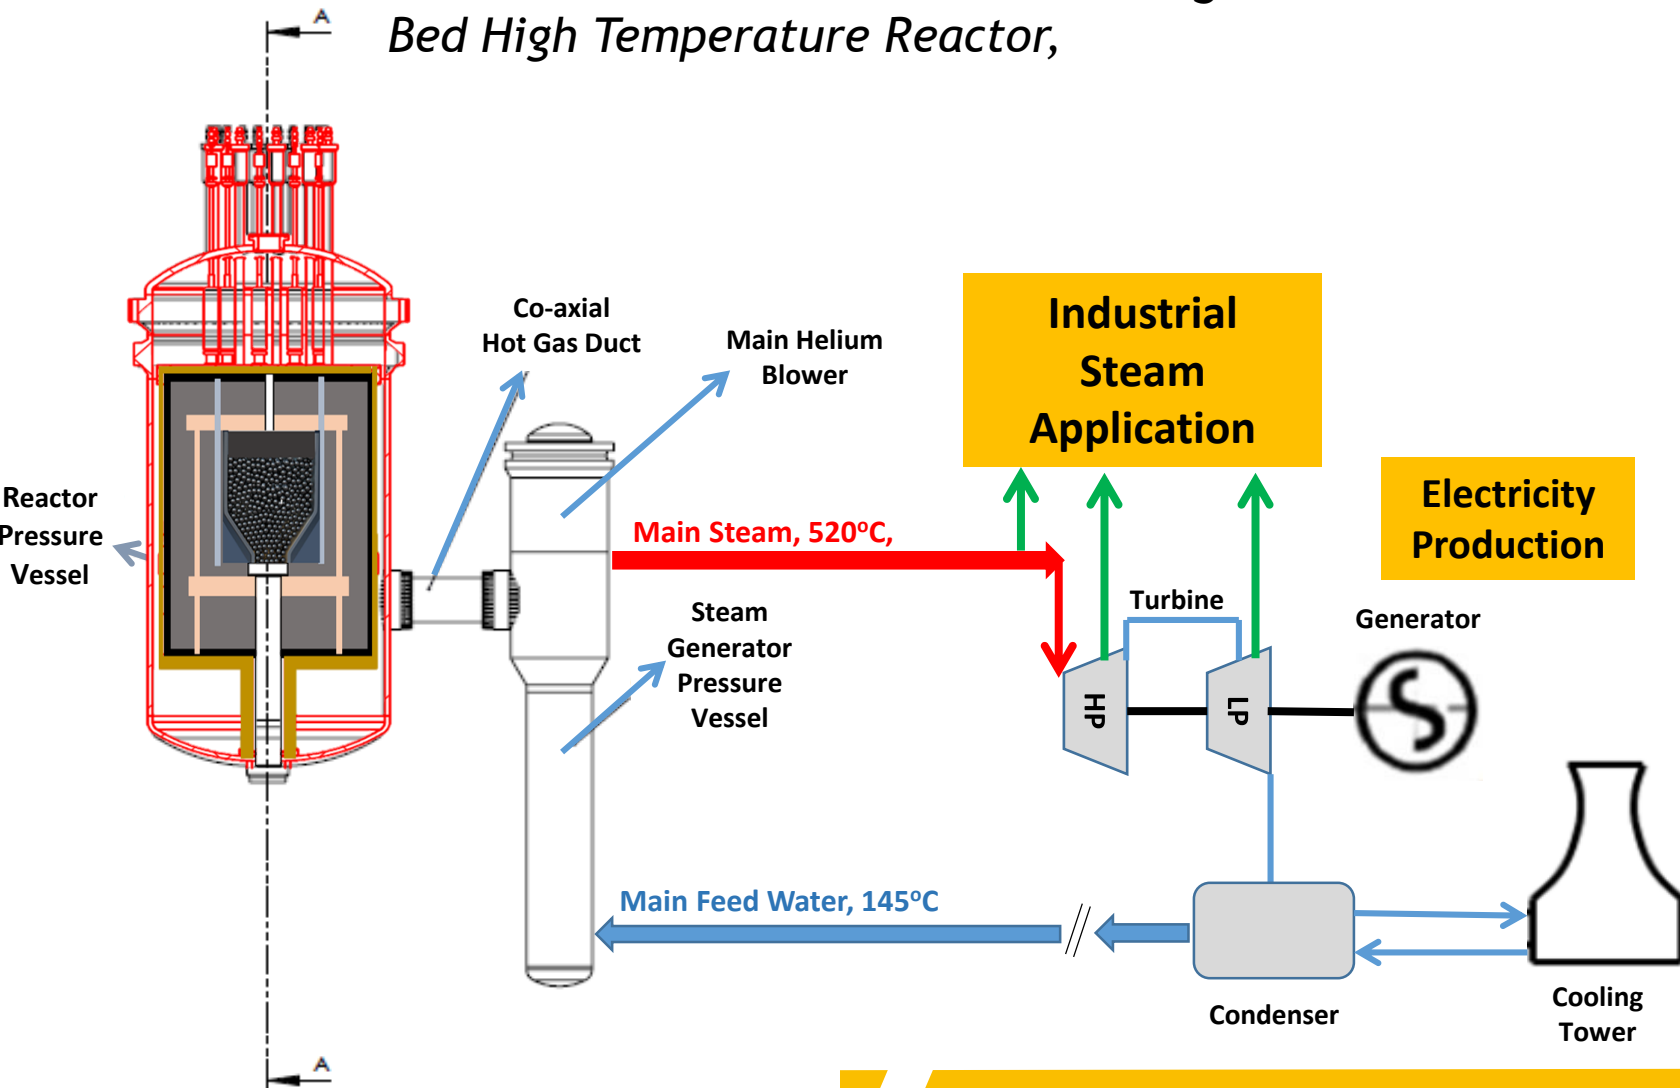 A
Bed High Temperature Reactor,
Co-axial
Hot Gas Duct
Main Helium
Blower
Industrial
Steam
Application
Reactor
Pressure
Vessel
Electricity
Production
Main Steam, 520°C,
Turbine
Generator
Steam
Generator
Pressure
Vessel
HP
LP
Main Feed Water, 145°C
Condenser
Cooling
Tower
A